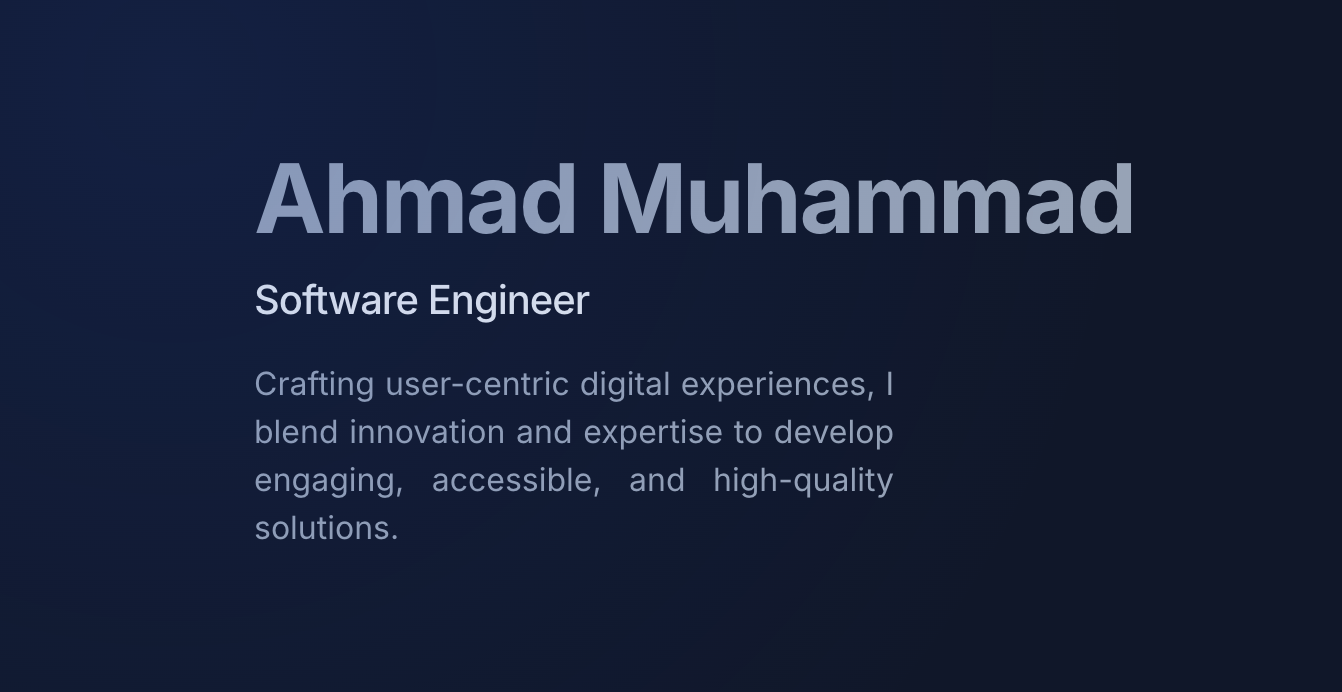 Ahmad Muhammad
Software Engineer
Crafting user-centric digital experiences, I
blend innovation and expertise to develop
engaging, accessible, and high-quality
solutions.